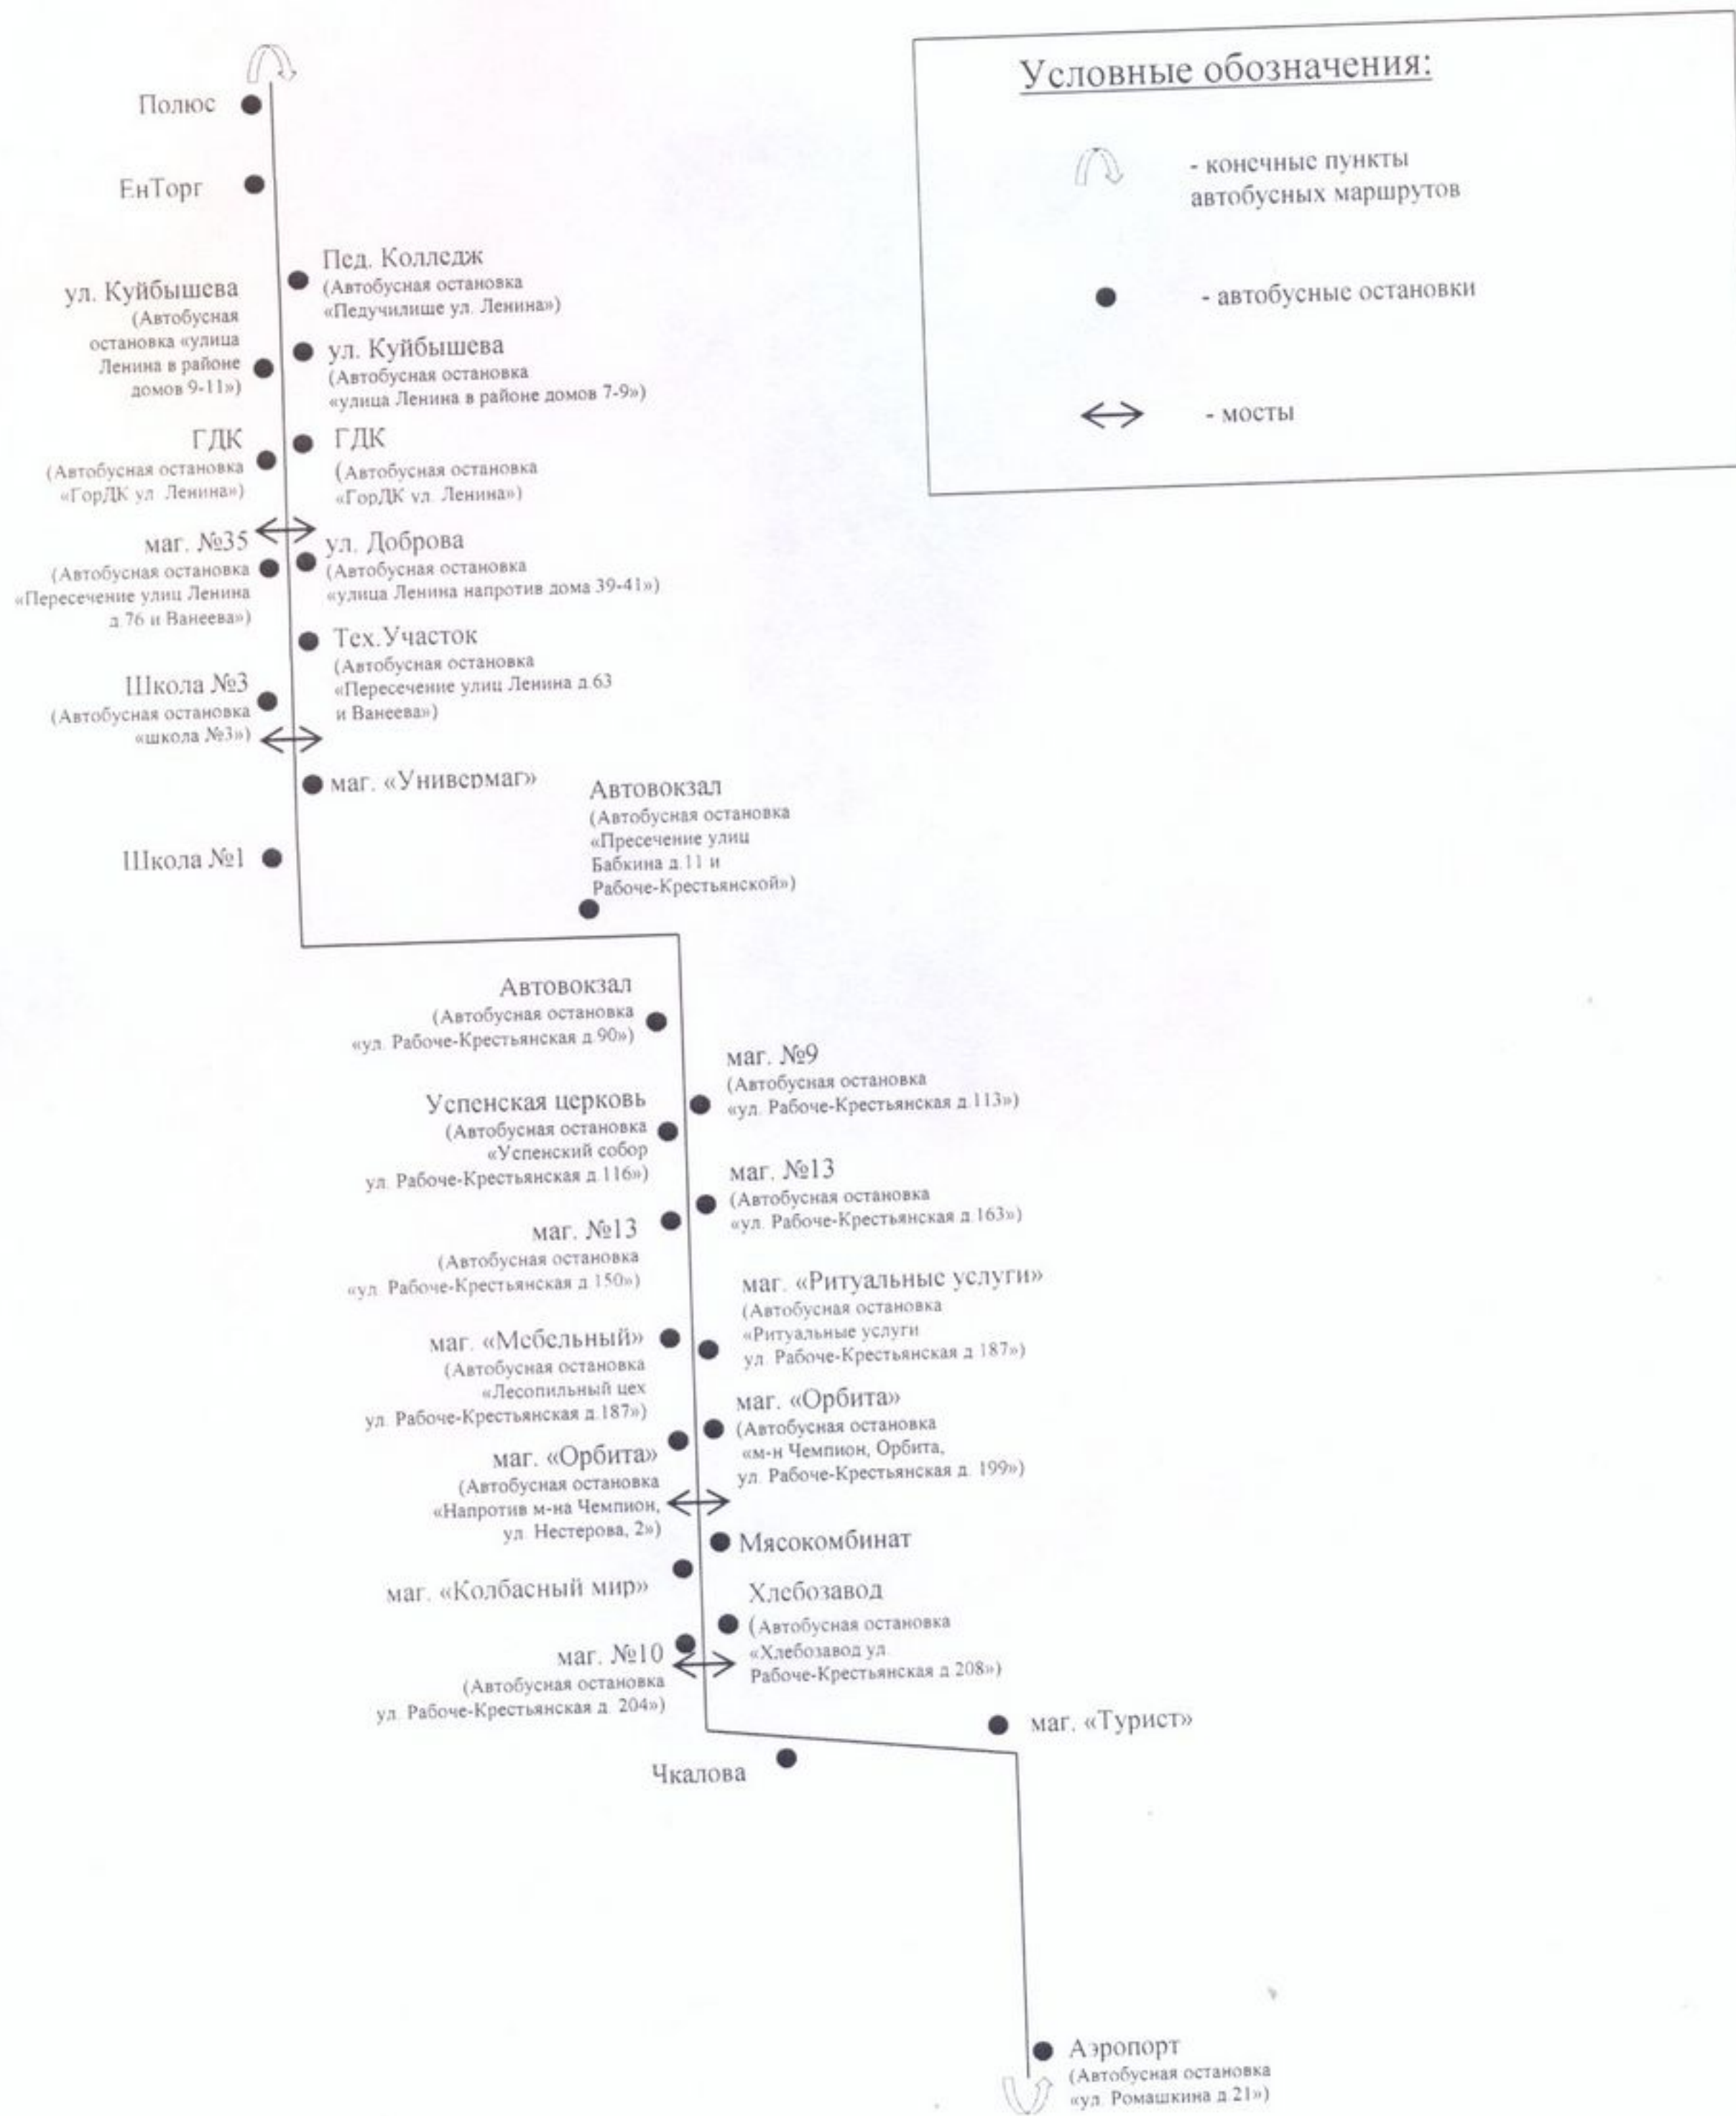 Условные обозначения:
- конечные пункты
автобусных маршрутов
- автобусные остановки
- мосты
Полюс
ЕнТорг
Пед. Колледж
(Автобусная остановка
«Педучилище ул. Ленина»)
ул. Куйбышева
(Автобусная
остановка «улица
Ленина в районе
домов 9-11»)
ул. Куйбышева
(Автобусная остановка
«улица Ленина в районе домов 7-9»)
ГДК
(Автобусная остановка
«ГорДК ул. Ленина»)
ГДК
(Автобусная остановка
«ГорДК ул. Ленина»)
маг. №35
(Автобусная остановка
«Пересечение улиц Ленина
д.76 и Ванеева»)
ул. Доброва
(Автобусная остановка
«улица Ленина напротив дома 39-41»)
Тех.Участок
(Автобусная остановка
«Пересечение улиц Ленина д.63
и Ванеева»)
Школа №3
(Автобусная остановка
«школа №3»)
маг. «Универмаг»
Школа №1
Автовокзал
(Автобусная остановка
«Пресечение улиц
Бабкина д.11 и
Рабоче-Крестьянской»)
Автовокзал
(Автобусная остановка
«ул. Рабоче-Крестьянская д.90»)
маг. №9
(Автобусная остановка
«ул. Рабоче-Крестьянская д.113»)
Успенская церковь
(Автобусная остановка
«Успенский собор
ул. Рабоче-Крестьянская д.116»)
маг. №13
(Автобусная остановка
«ул. Рабоче-Крестьянская д.163»)
маг. №13
(Автобусная остановка
«ул. Рабоче-Крестьянская д.150»)
маг. «Ритуальные услуги»
(Автобусная остановка
«Ритуальные услуги
ул. Рабоче-Крестьянская д.187»)
маг. «Мебельный»
(Автобусная остановка
«Лесопильный цех
ул. Рабоче-Крестьянская д.187»)
маг. «Орбита»
(Автобусная остановка
«м-н Чемпион, Орбита,
ул. Рабоче-Крестьянская д. 199»)
маг. «Орбита»
(Автобусная остановка
«Напротив м-на Чемпион,
ул. Нестерова, 2»)
Мясокомбинат
маг. «Колбасный мир»
Хлебозавод
(Автобусная остановка
«Хлебозавод ул.
Рабоче-Крестьянская д.208»)
маг. №10
(Автобусная остановка
ул. Рабоче-Крестьянская д. 204»)
маг. «Турист»
Чкалова
Аэропорт
(Автобусная остановка
«ул. Ромашкина д.21»)